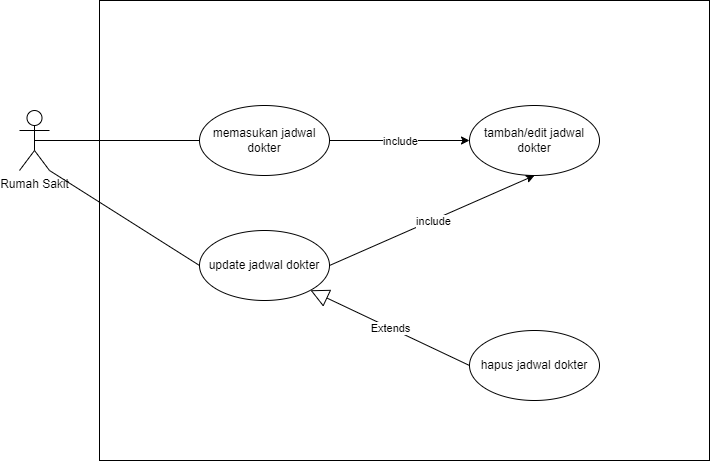 memasukan jadwal
dokter
include
tambah/edit jadwal
dokter
Rumah Sakit
include
update jadwal dokter
Extends
hapus jadwal dokter